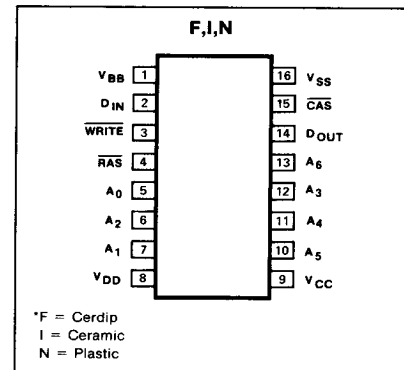 F,I,N
VBB 1 16 VSS
DIN 2 15 CAS
WRITE 3 14 DOUT
RAS 4 13 A6
A0 5 12 A3
A2 6 11 A4
A1 7 10 A5
VDD 8 9 VCC
*F = Cerdip
I = Ceramic
N = Plastic